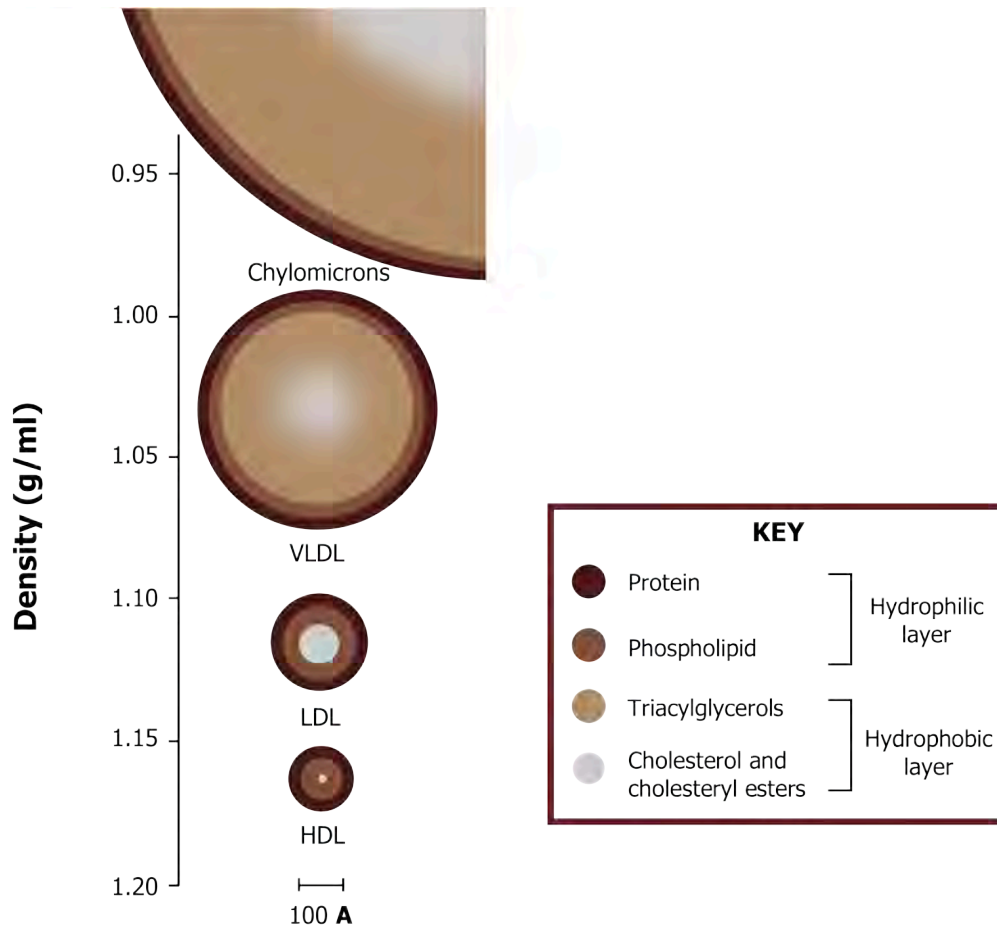 Density (g/ml)
0.95
1.00
1.05
1.10
1.15
1.20
Chylomicrons
VLDL
LDL
HDL
100 A
KEY
Protein
Phospholipid
Hydrophilic
layer
Triacylglycerols
Cholesterol and
cholesteryl esters
Hydrophobic
layer